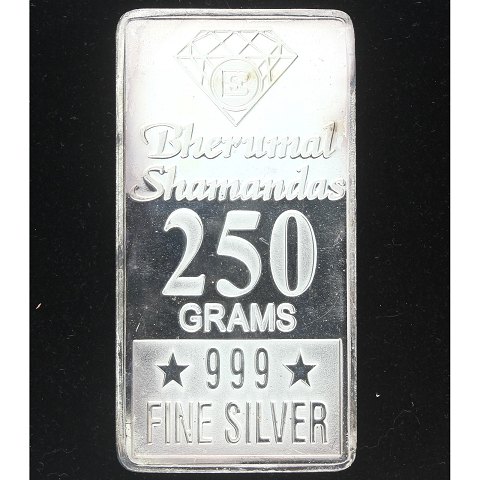 Bherumal
Shamandas
250
GRAMS
★ 999 ★
FINE SILVER